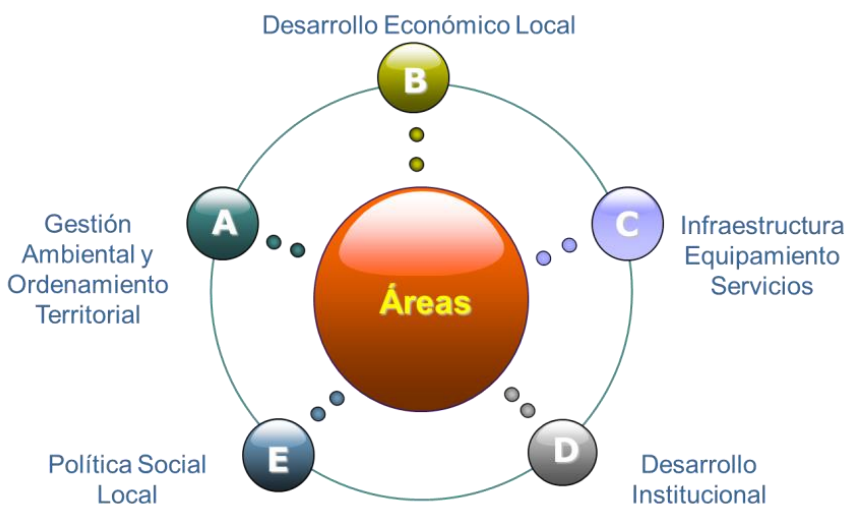 Desarrollo Económico Local
B
A
Gestión
Ambiental y
Ordenamiento
Territorial
C
Infraestructura
Equipamiento
Servicios
Áreas
E
Política Social
Local
D
Desarrollo
Institucional